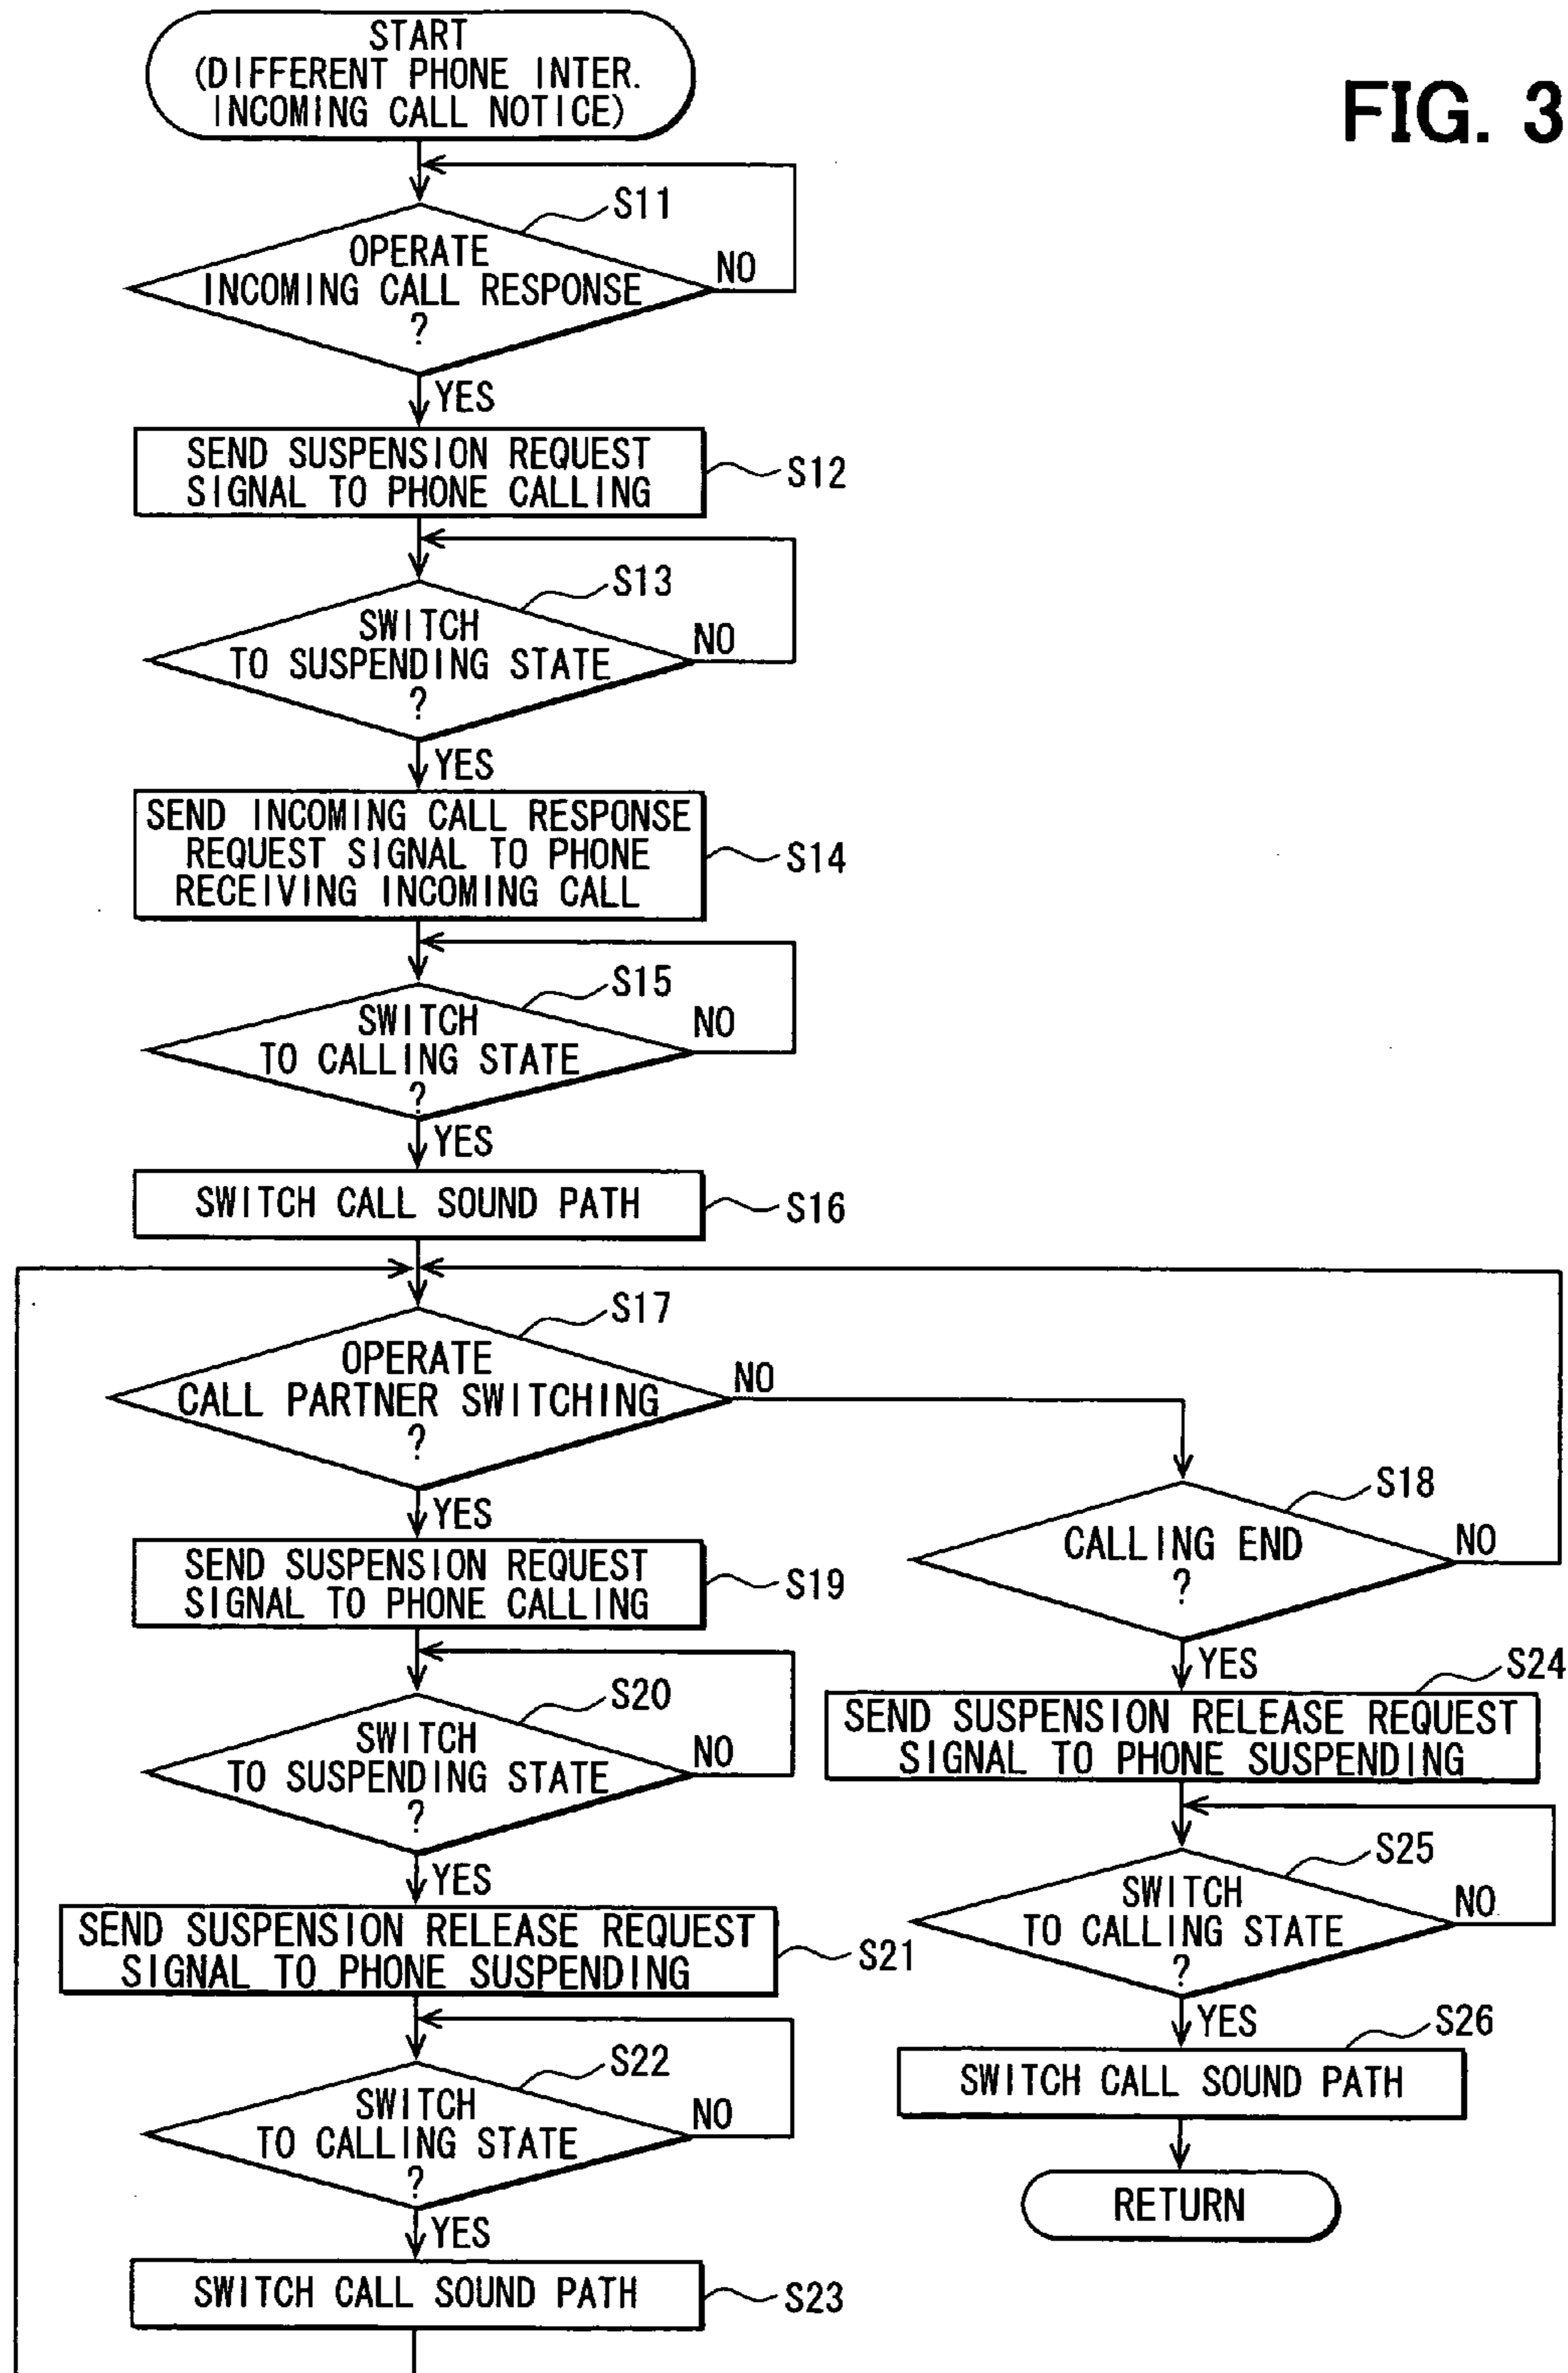 FIG. 3
START
(DIFFERENT PHONE INTER.
INCOMING CALL NOTICE)
S11
OPERATE
INCOMING CALL RESPONSE
?
NO
YES
SEND SUSPENSION REQUEST
SIGNAL TO PHONE CALLING
S12
S13
SWITCH
TO SUSPENDING STATE
?
NO
YES
SEND INCOMING CALL RESPONSE
REQUEST SIGNAL TO PHONE
RECEIVING INCOMING CALL
S14
S15
SWITCH
TO CALLING STATE
?
NO
YES
SWITCH CALL SOUND PATH
S16
S17
OPERATE
CALL PARTNER SWITCHING
?
NO
YES
S18
CALLING END
?
NO
YES
SEND SUSPENSION REQUEST
SIGNAL TO PHONE CALLING
S19
S20
SWITCH
TO SUSPENDING STATE
?
NO
YES
SEND SUSPENSION RELEASE REQUEST
SIGNAL TO PHONE SUSPENDING
S21
S22
SWITCH
TO CALLING STATE
?
NO
YES
SWITCH CALL SOUND PATH
S23
S24
SEND SUSPENSION RELEASE REQUEST
SIGNAL TO PHONE SUSPENDING
S25
SWITCH
TO CALLING STATE
?
NO
YES
S26
SWITCH CALL SOUND PATH
RETURN